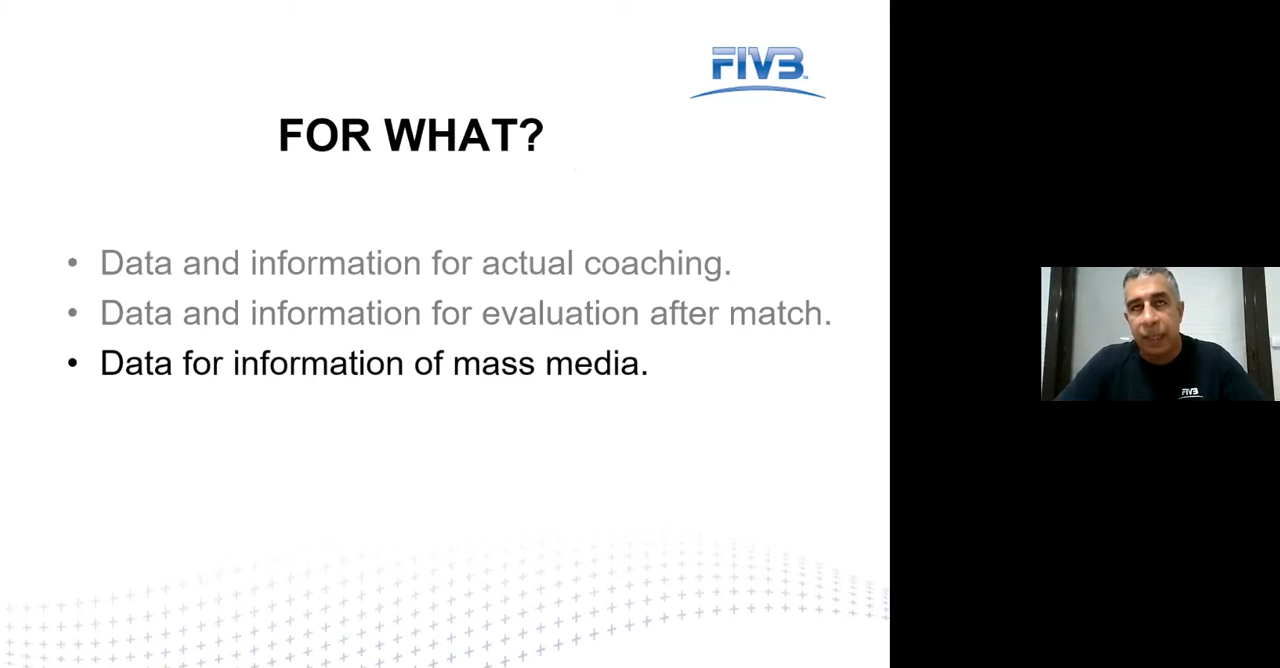 FIVB
FOR WHAT?
• Data and information for actual coaching.
• Data and information for evaluation after match.
• Data for information of mass media.
FIVB